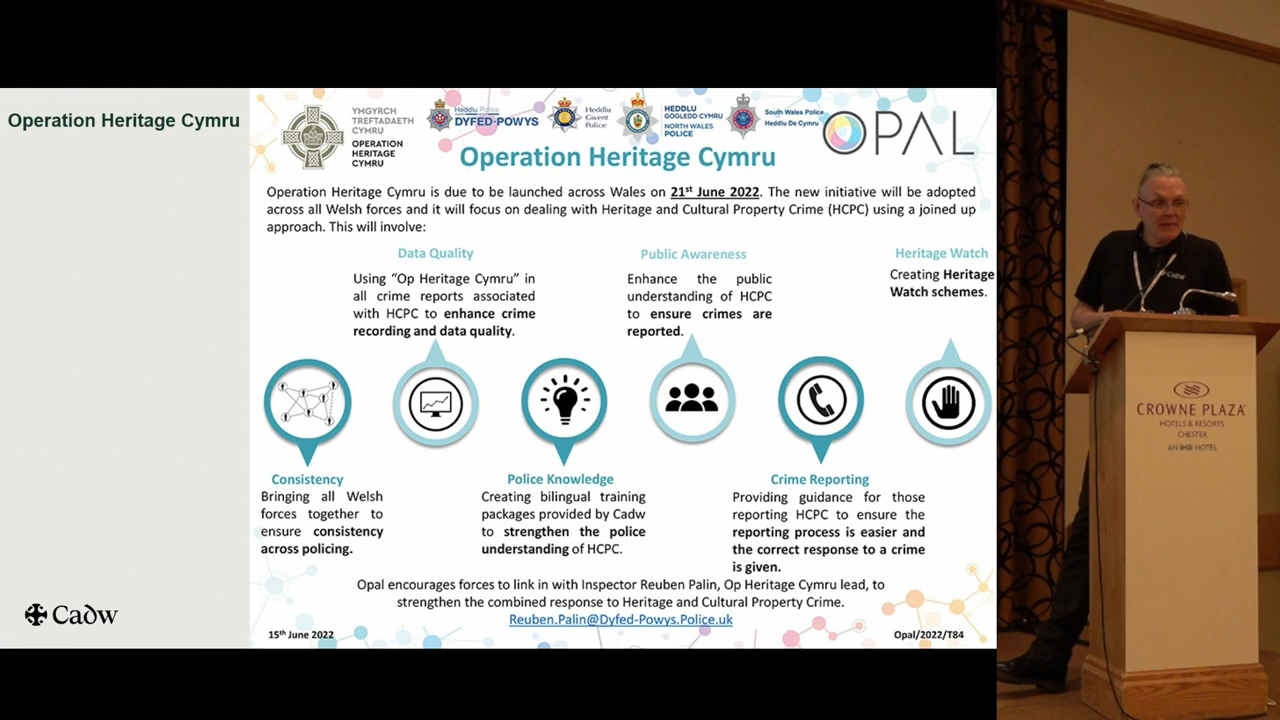 Operation Heritage Cymru
YMGYRCH
TREFTADAETH
CYMRU
OPERATION
HERITAGE
CYMRU
Heddlu Police
DYFED-POWYS
Heddlu
Gwent
Police
HEDDLU
GOGLEDD CYMRU
NORTH WALES
POLICE
South Wales Police
Heddlu De Cymru
OPAL
Operation Heritage Cymru
Operation Heritage Cymru is due to be launched across Wales on 21st June 2022. The new initiative will be adopted
across all Welsh forces and it will focus on dealing with Heritage and Cultural Property Crime (HCPC) using a joined up
approach. This will involve:
Data Quality
Using “Op Heritage Cymru” in
all crime reports associated
with HCPC to enhance crime
recording and data quality.
Public Awareness
Enhance the public
understanding of HCPC
to ensure crimes are
reported.
Heritage Watch
Creating Heritage
Watch schemes.
Consistency
Bringing all Welsh
forces together to
ensure consistency
across policing.
Police Knowledge
Creating bilingual training
packages provided by Cadw
to strengthen the police
understanding of HCPC.
Crime Reporting
Providing guidance for those
reporting HCPC to ensure the
reporting process is easier and
the correct response to a crime
is given.
Opal encourages forces to link in with Inspector Reuben Palin, Op Heritage Cymru lead, to
strengthen the combined response to Heritage and Cultural Property Crime.
Reuben.Palin@Dyfed-Powys.Police.uk
15th June 2022
Opal/2022/T84
Cadw
Cadw
CROWNE PLAZA
HOTELS & RESORTS
CHESTER
AN IHG HOTEL